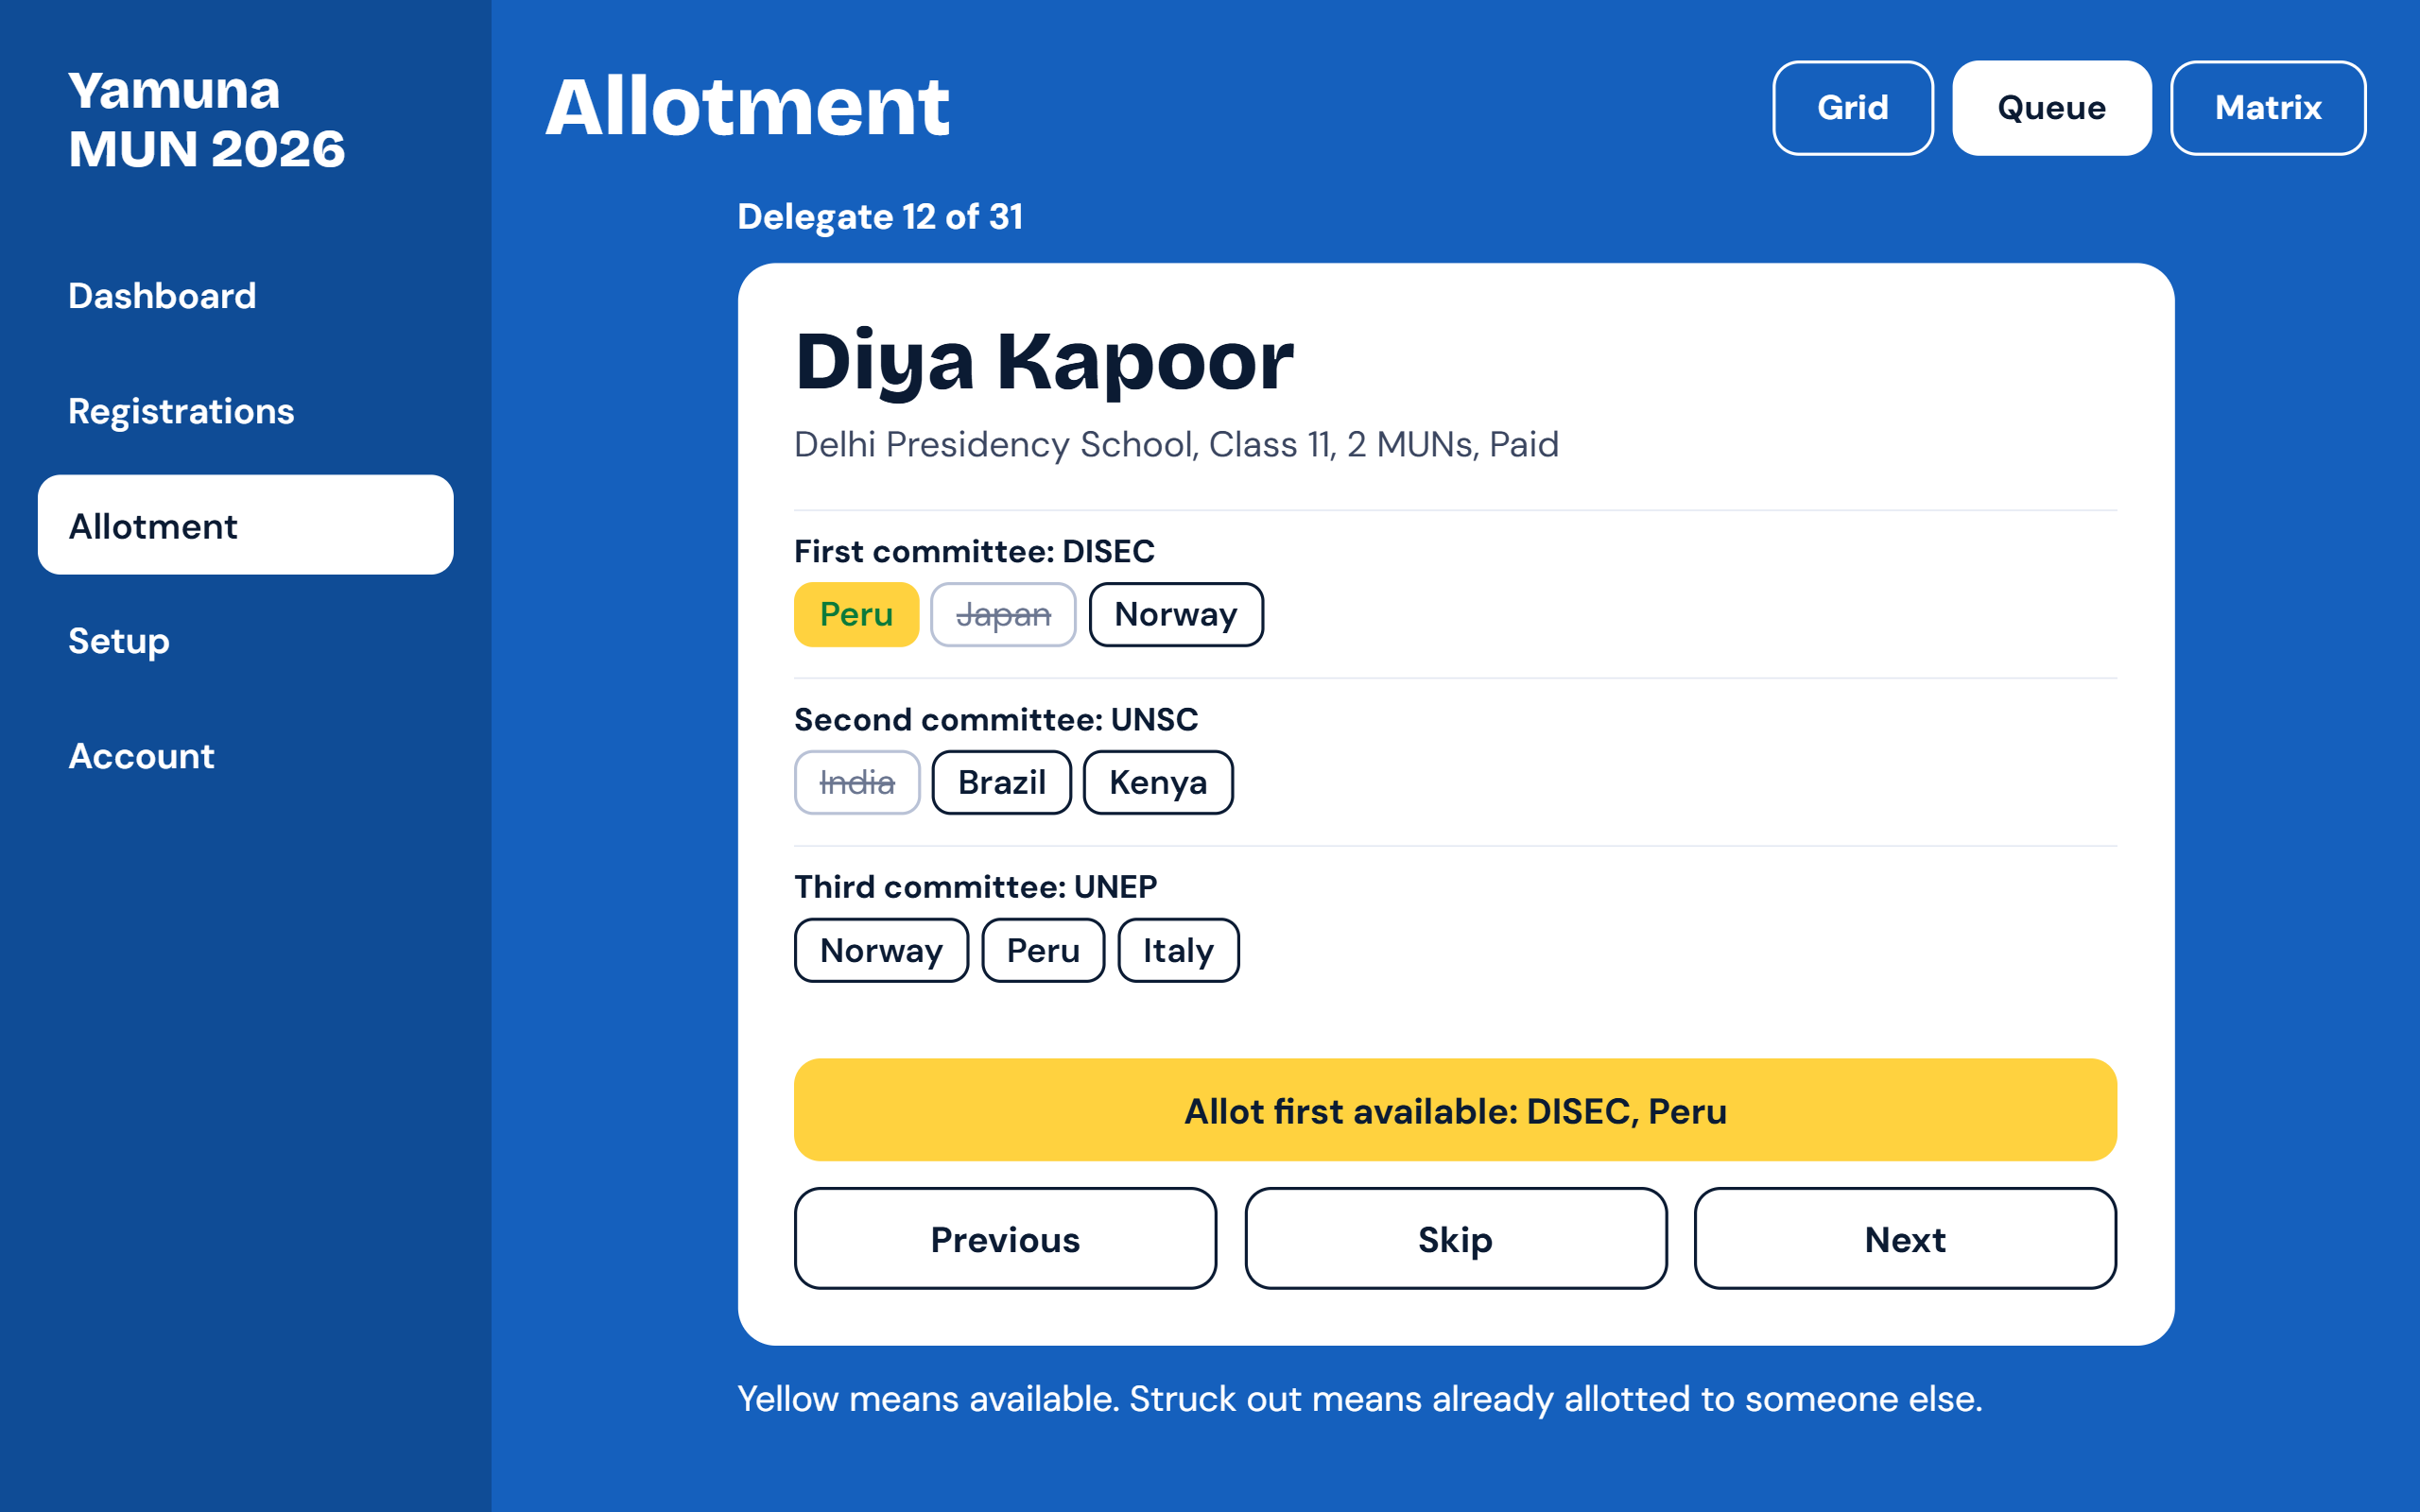 Yamuna
MUN 2026
Dashboard
Registrations
Allotment
Setup
Account
Allotment
Grid
Queue
Matrix
Delegate 12 of 31
Diya Kapoor
Delhi Presidency School, Class 11, 2 MUNs, Paid
First committee: DISEC
Peru
Japan
Norway
Second committee: UNSC
India
Brazil
Kenya
Third committee: UNEP
Norway
Peru
Italy
Allot first available: DISEC, Peru
Previous
Skip
Next
Yellow means available. Struck out means already allotted to someone else.